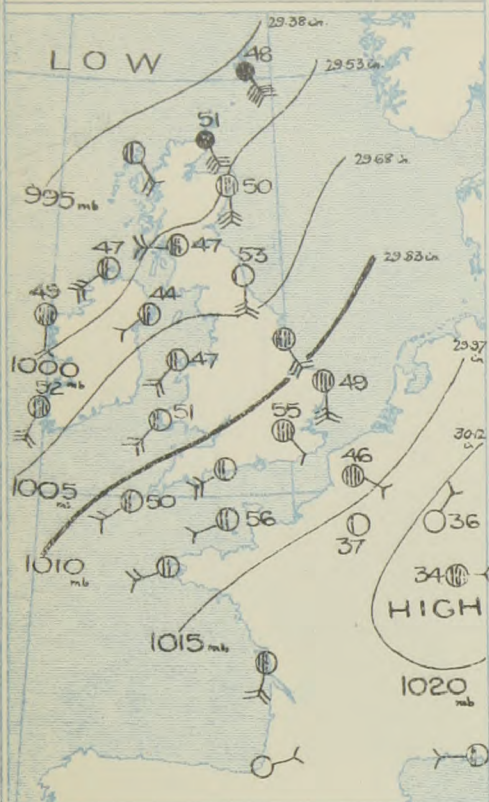 29.38 in.
LOW
48
29.53 in.
51
995 mb
50
29.68 in.
47
47
53
29.83 in.
45
44
1000 mb
29.97 in
52
47
49
51
55
30.12 in
1005 mb
46
50
56
37
36
1010 mb
34
HIGH
1015 mb
1020 mb